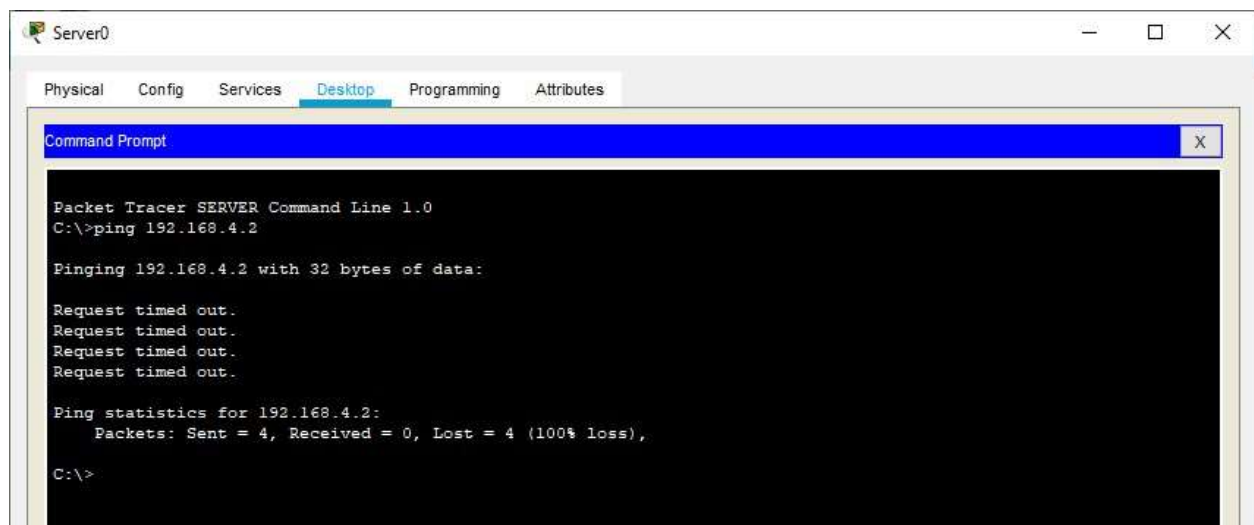 Server0
Physical Config Services Desktop Programming Attributes
Command Prompt X
Packet Tracer SERVER Command Line 1.0
C:\>ping 192.168.4.2
Pinging 192.168.4.2 with 32 bytes of data:
Request timed out.
Request timed out.
Request timed out.
Request timed out.
Ping statistics for 192.168.4.2:
Packets: Sent = 4, Received = 0, Lost = 4 (100% loss),
C:\>